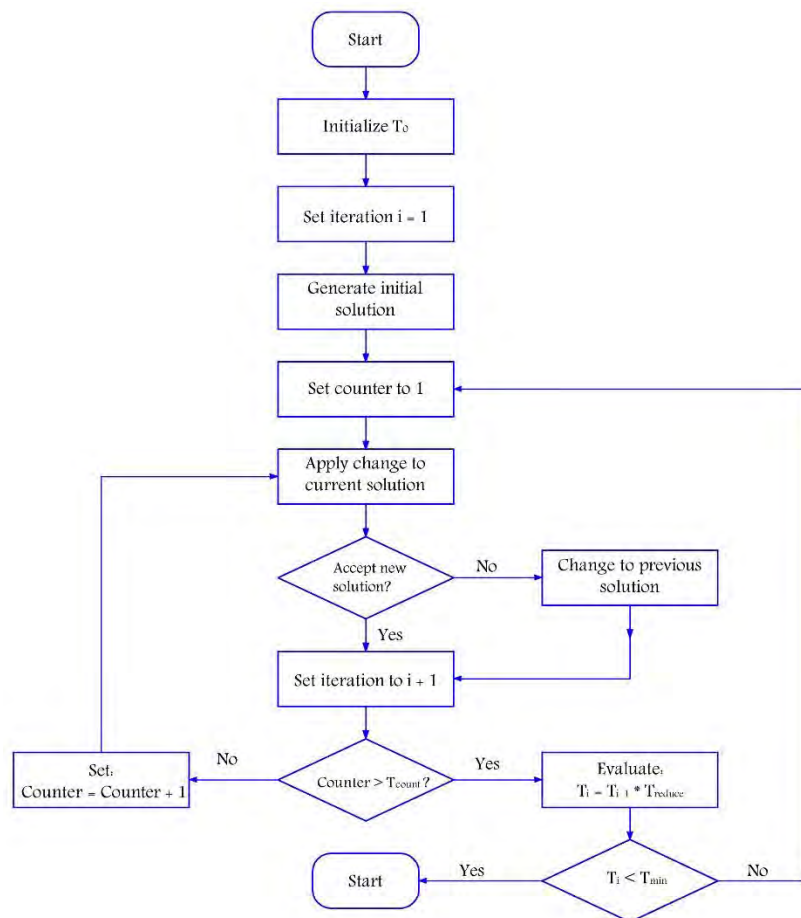 Start
Initialize T₀
Set iteration i = 1
Generate initial
solution
Set counter to 1
Apply change to
current solution
Accept new
solution?
No
Change to previous
solution
Yes
Set iteration to i + 1
Set:
Counter = Counter + 1
No
Counter > Tcount?
Yes
Evaluate:
Ti = Ti-1 * Treduce
Start
Yes
Ti < Tmin
No